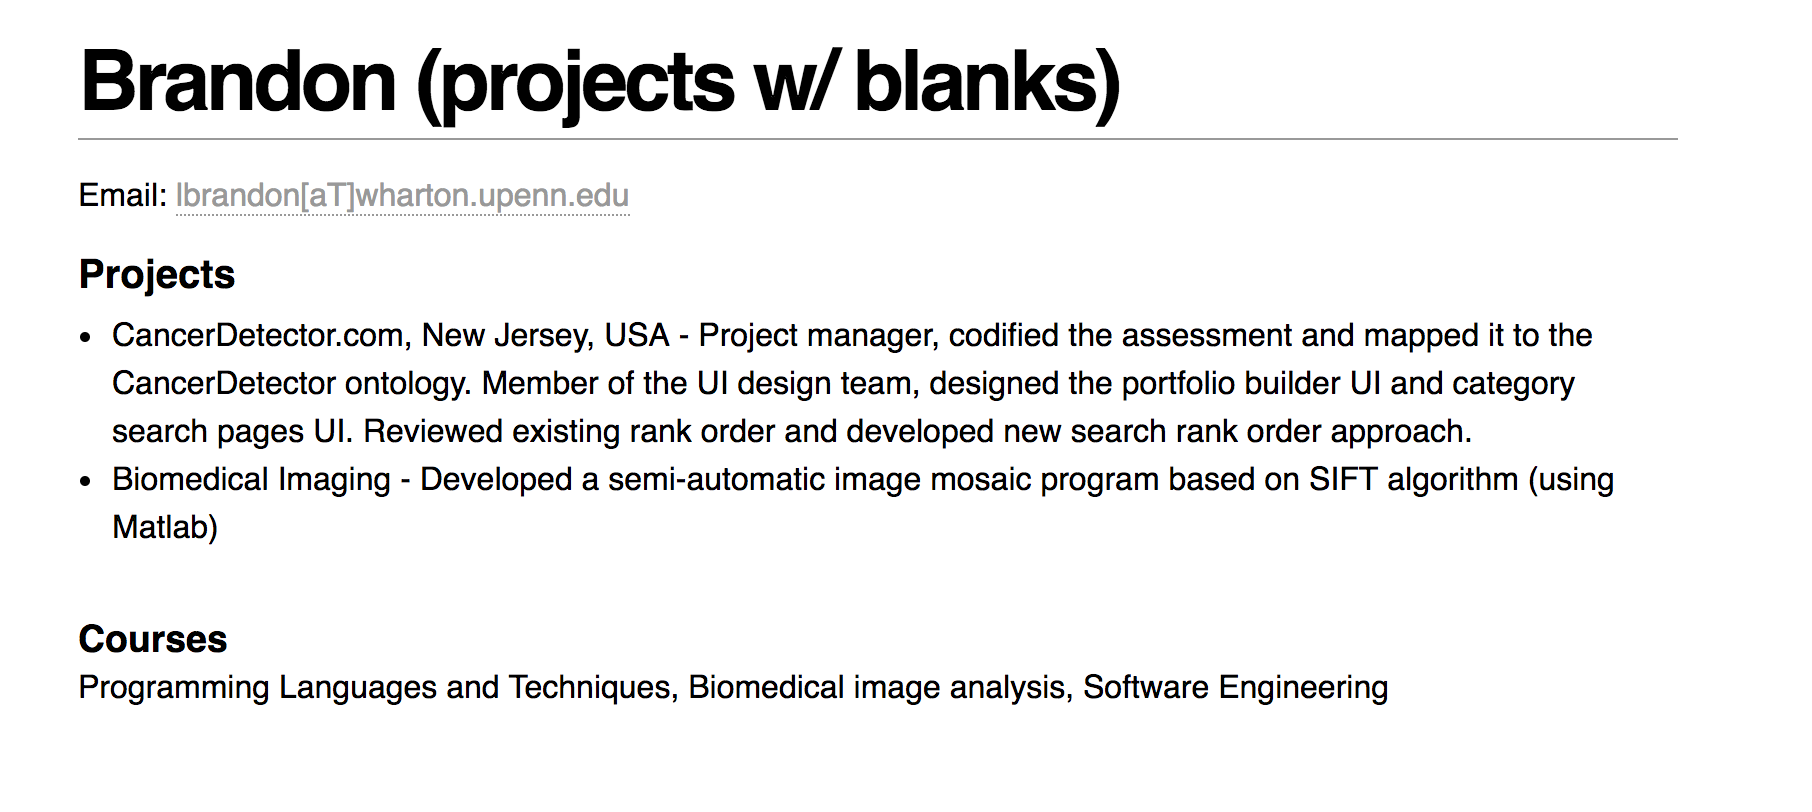 Brandon (projects w/ blanks)
Email: lbrandon[aT]wharton.upenn.edu
Projects
• CancerDetector.com, New Jersey, USA - Project manager, codified the assessment and mapped it to the
CancerDetector ontology. Member of the UI design team, designed the portfolio builder UI and category
search pages UI. Reviewed existing rank order and developed new search rank order approach.
• Biomedical Imaging - Developed a semi-automatic image mosaic program based on SIFT algorithm (using
Matlab)
Courses
Programming Languages and Techniques, Biomedical image analysis, Software Engineering